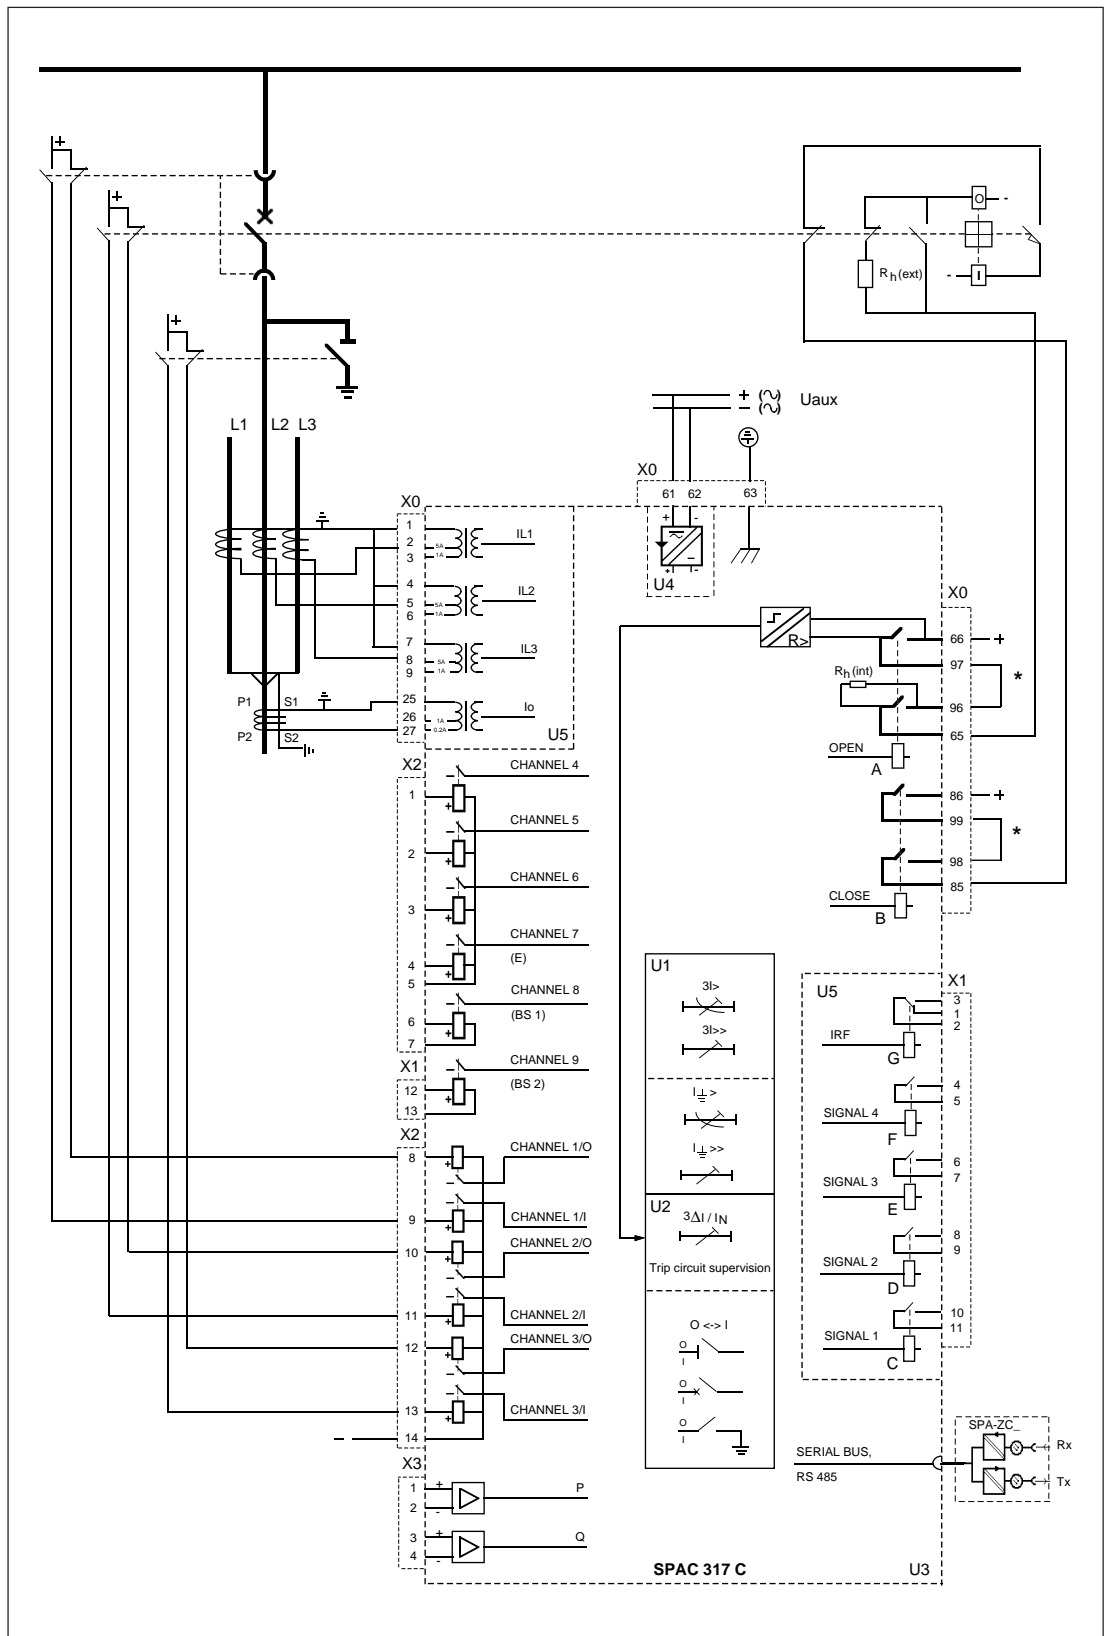 +
+
+
O -
R h (ext)
- I
+ (~)
- (~)
Uaux
L1 L2 L3
X0
61 62 63
+ -
+ -
U4
X0
1
2
3
4
5
6
7
8
9
25
26
27
5A
1A
5A
1A
5A
1A
1A
0.2A
IL1
IL2
IL3
Io
U5
P1 S1
P2 S2
R>
Rh (int)
OPEN
A
CLOSE
B
X0
66 +
97
*
96
65
86 +
99
*
98
85
X2
1
2
3
4
5
6
7
CHANNEL 4
CHANNEL 5
CHANNEL 6
CHANNEL 7
(E)
CHANNEL 8
(BS 1)
X1
12
13
CHANNEL 9
(BS 2)
X2
8
9
10
11
12
13
14
CHANNEL 1/O
CHANNEL 1/I
CHANNEL 2/O
CHANNEL 2/I
CHANNEL 3/O
CHANNEL 3/I
X3
1 +
2 -
3 +
4 -
P
Q
U1
3I>
3I>>
I⏚>
I⏚>>
U2
3ΔI / IN
Trip circuit supervision
O <-> I
O
I
O
I
O
I
U5
X1
IRF
G
3
1
2
SIGNAL 4
F
4
5
SIGNAL 3
E
6
7
SIGNAL 2
D
8
9
SIGNAL 1
C
10
11
SERIAL BUS,
RS 485
SPA-ZC_
Rx
Tx
SPAC 317 C
U3